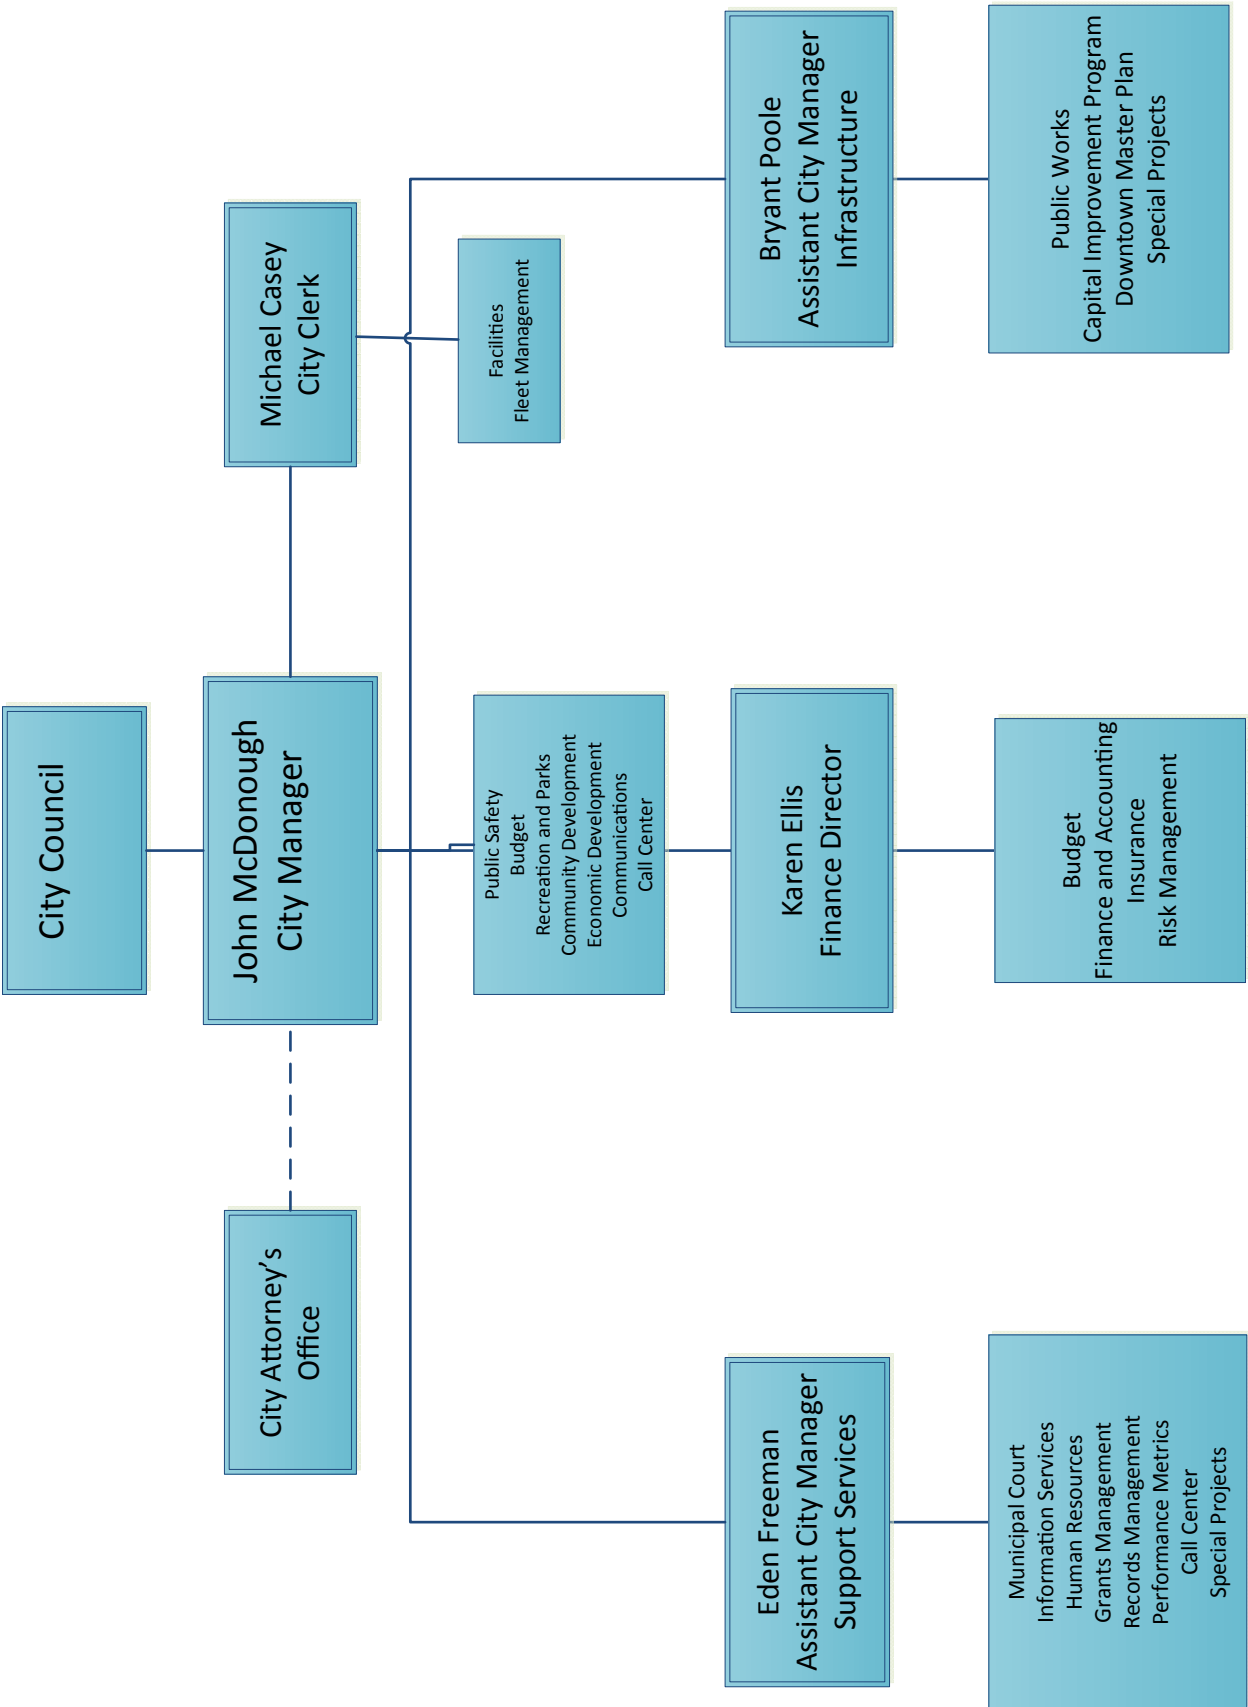 City Council
City Attorney’s
Office
John McDonough
City Manager
Michael Casey
City Clerk
Facilities
Fleet Management
Public Safety
Budget
Recreation and Parks
Community Development
Economic Development
Communications
Call Center
Eden Freeman
Assistant City Manager
Support Services
Karen Ellis
Finance Director
Bryant Poole
Assistant City Manager
Infrastructure
Municipal Court
Information Services
Human Resources
Grants Management
Records Management
Performance Metrics
Call Center
Special Projects
Budget
Finance and Accounting
Insurance
Risk Management
Public Works
Capital Improvement Program
Downtown Master Plan
Special Projects